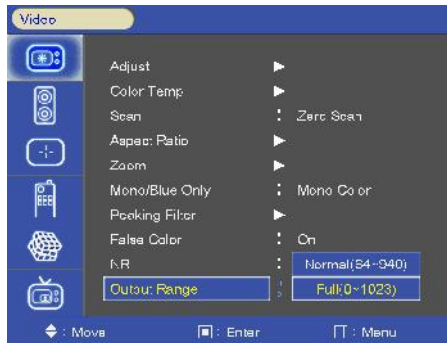 Video
Adjust
Color Temp
Scan : Zero Scan
Aspect Ratio
Zoom
Mono/Blue Only : Mono Color
Peaking Filter
False Color : On
NR : Normal(64~940)
Output Range : Full(0~1023)
: Move : Enter : Menu